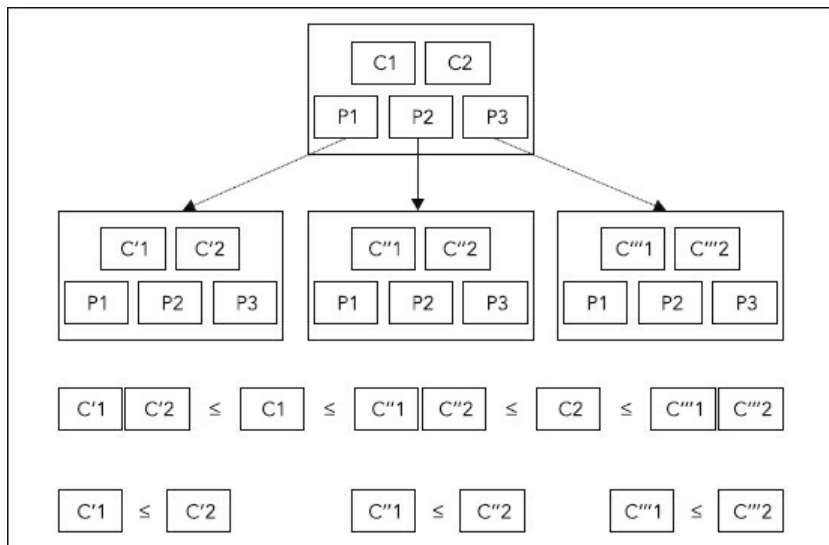 C1 C2
P1 P2 P3
C'1 C'2 C"1 C"2 C'"1 C'"2
P1 P2 P3 P1 P2 P3 P1 P2 P3
C'1 C'2 ≤ C1 ≤ C"1 C"2 ≤ C2 ≤ C'"1 C'"2
C'1 ≤ C'2 C"1 ≤ C"2 C'"1 ≤ C'"2